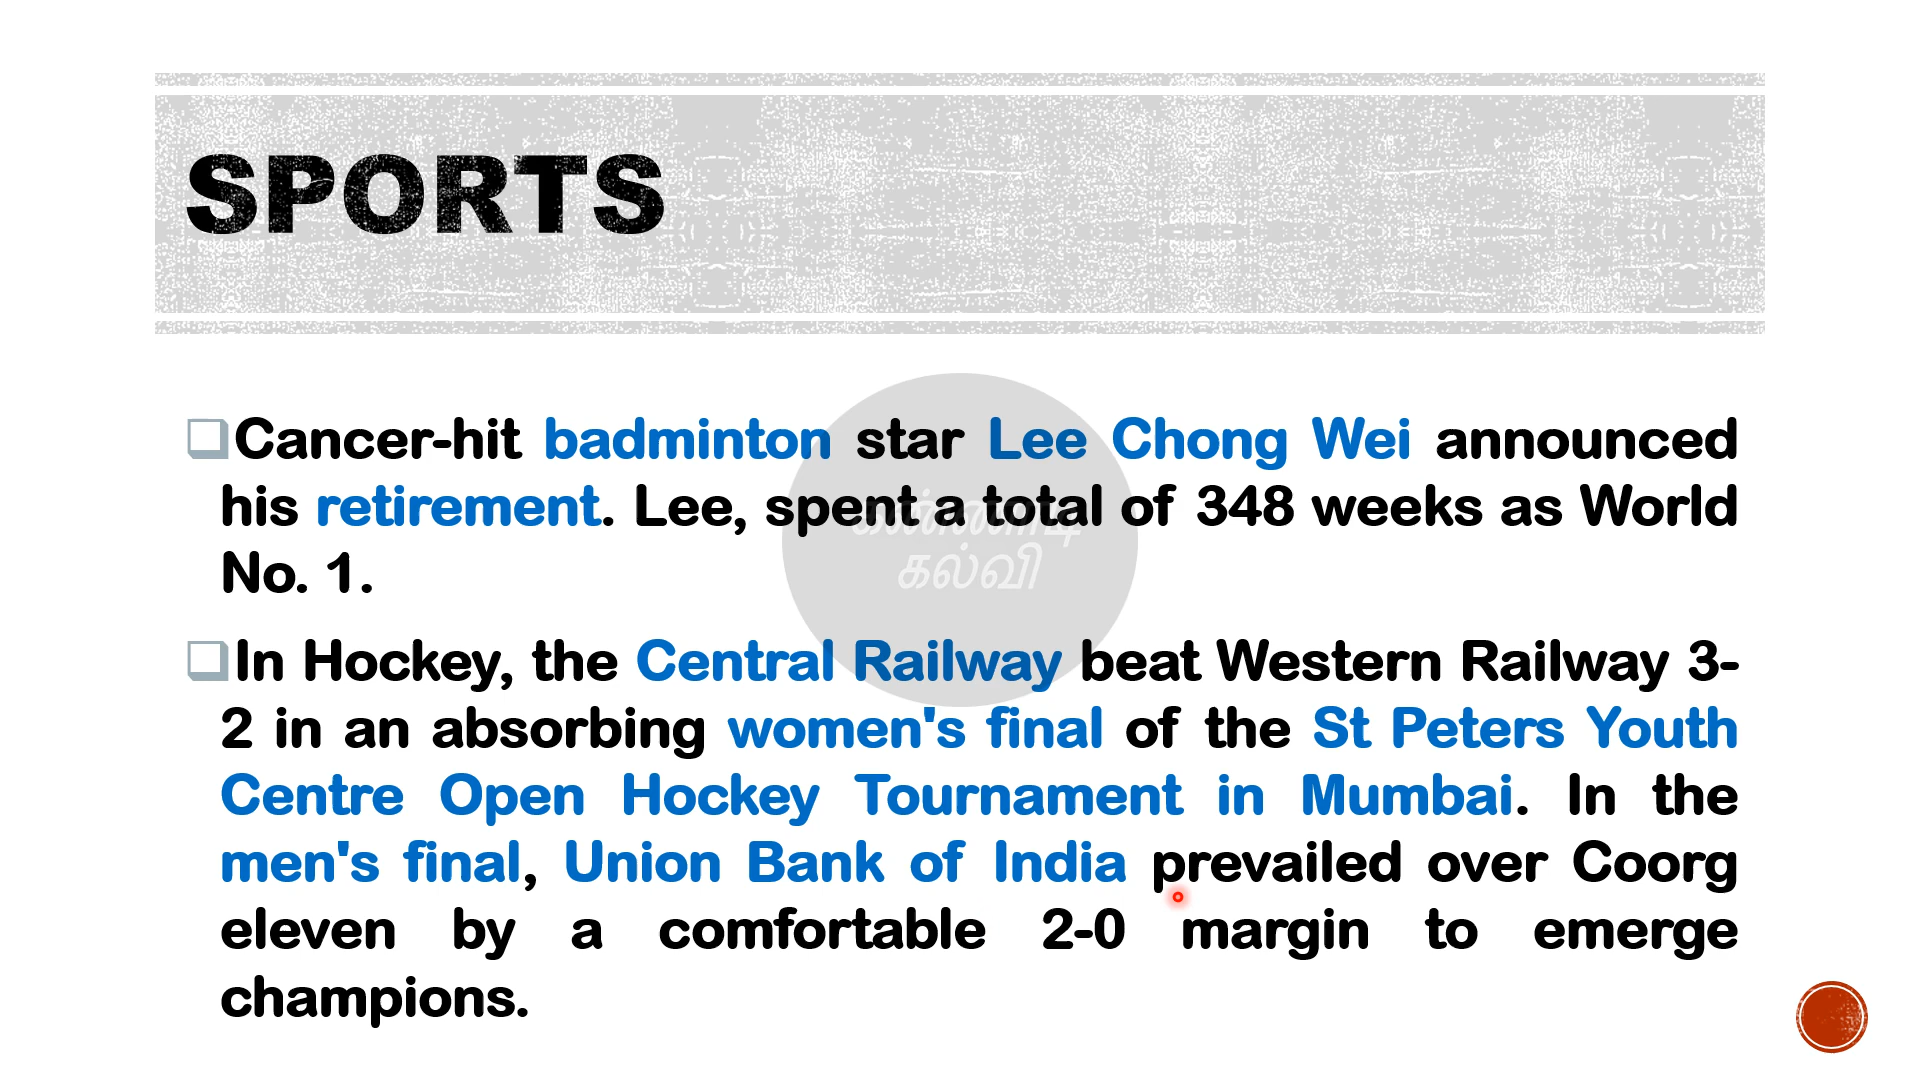 SPORTS
Cancer-hit badminton star Lee Chong Wei announced
his retirement. Lee, spent a total of 348 weeks as World
No. 1.
In Hockey, the Central Railway beat Western Railway 3-
2 in an absorbing women's final of the St Peters Youth
Centre Open Hockey Tournament in Mumbai. In the
men's final, Union Bank of India prevailed over Coorg
eleven by a comfortable 2-0 margin to emerge
champions.
கல்வி